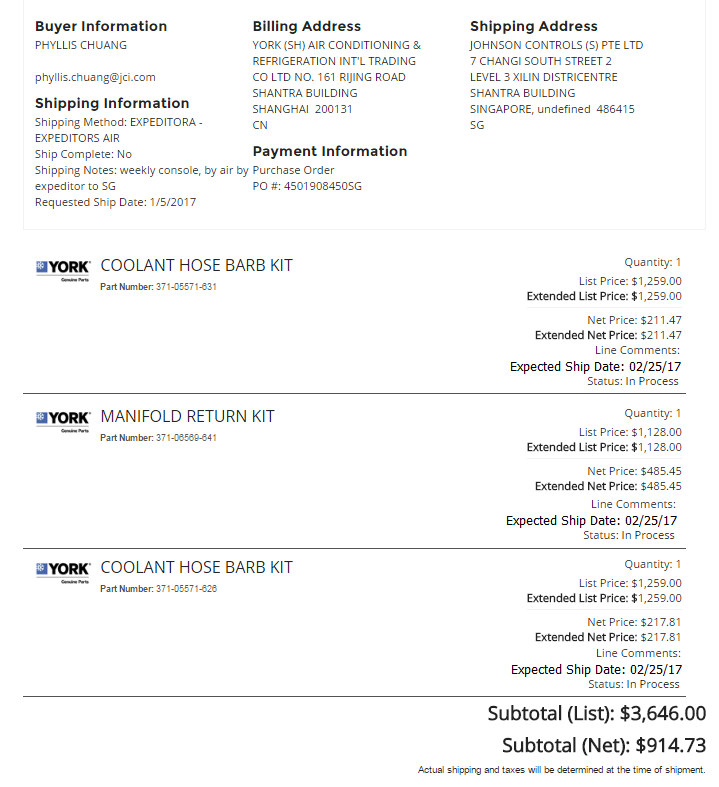 Buyer Information
PHYLLIS CHUANG
phyllis.chuang@jci.com
Shipping Information
Shipping Method: EXPEDITORA -
EXPEDITORS AIR
Ship Complete: No
Shipping Notes: weekly console, by air by
expeditor to SG
Requested Ship Date: 1/5/2017
Billing Address
YORK (SH) AIR CONDITIONING &
REFRIGERATION INT'L TRADING
CO LTD NO. 161 RIJING ROAD
SHANTRA BUILDING
SHANGHAI 200131
CN
Payment Information
Purchase Order
PO #: 4501908450SG
Shipping Address
JOHNSON CONTROLS (S) PTE LTD
7 CHANGI SOUTH STREET 2
LEVEL 3 XILIN DISTRICENTRE
SHANTRA BUILDING
SINGAPORE, undefined 486415
SG
YORK
Genuine Parts
COOLANT HOSE BARB KIT
Part Number: 371-05571-631
Quantity: 1
List Price: $1,259.00
Extended List Price: $1,259.00
Net Price: $211.47
Extended Net Price: $211.47
Line Comments:
Expected Ship Date: 02/25/17
Status: In Process
YORK
Genuine Parts
MANIFOLD RETURN KIT
Part Number: 371-06569-641
Quantity: 1
List Price: $1,128.00
Extended List Price: $1,128.00
Net Price: $485.45
Extended Net Price: $485.45
Line Comments:
Expected Ship Date: 02/25/17
Status: In Process
YORK
Genuine Parts
COOLANT HOSE BARB KIT
Part Number: 371-05571-626
Quantity: 1
List Price: $1,259.00
Extended List Price: $1,259.00
Net Price: $217.81
Extended Net Price: $217.81
Line Comments:
Expected Ship Date: 02/25/17
Status: In Process
Subtotal (List): $3,646.00
Subtotal (Net): $914.73
Actual shipping and taxes will be determined at the time of shipment.